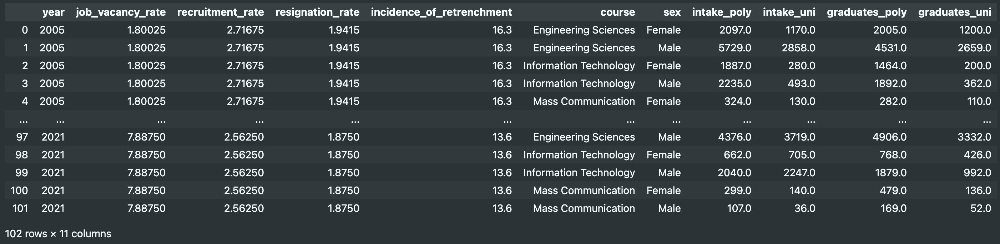 year job_vacancy_rate recruitment_rate resignation_rate incidence_of_retrenchment course sex intake_poly intake_uni graduates_poly graduates_uni
0 2005 1.80025 2.71675 1.9415 16.3 Engineering Sciences Female 2097.0 1170.0 2005.0 1200.0
1 2005 1.80025 2.71675 1.9415 16.3 Engineering Sciences Male 5729.0 2858.0 4531.0 2659.0
2 2005 1.80025 2.71675 1.9415 16.3 Information Technology Female 1887.0 280.0 1464.0 200.0
3 2005 1.80025 2.71675 1.9415 16.3 Information Technology Male 2235.0 493.0 1892.0 362.0
4 2005 1.80025 2.71675 1.9415 16.3 Mass Communication Female 324.0 130.0 282.0 110.0
... ... ... ... ... ... ... ... ... ... ... ...
97 2021 7.88750 2.56250 1.8750 13.6 Engineering Sciences Male 4376.0 3719.0 4906.0 3332.0
98 2021 7.88750 2.56250 1.8750 13.6 Information Technology Female 662.0 705.0 768.0 426.0
99 2021 7.88750 2.56250 1.8750 13.6 Information Technology Male 2040.0 2247.0 1879.0 992.0
100 2021 7.88750 2.56250 1.8750 13.6 Mass Communication Female 299.0 140.0 479.0 136.0
101 2021 7.88750 2.56250 1.8750 13.6 Mass Communication Male 107.0 36.0 169.0 52.0
102 rows × 11 columns